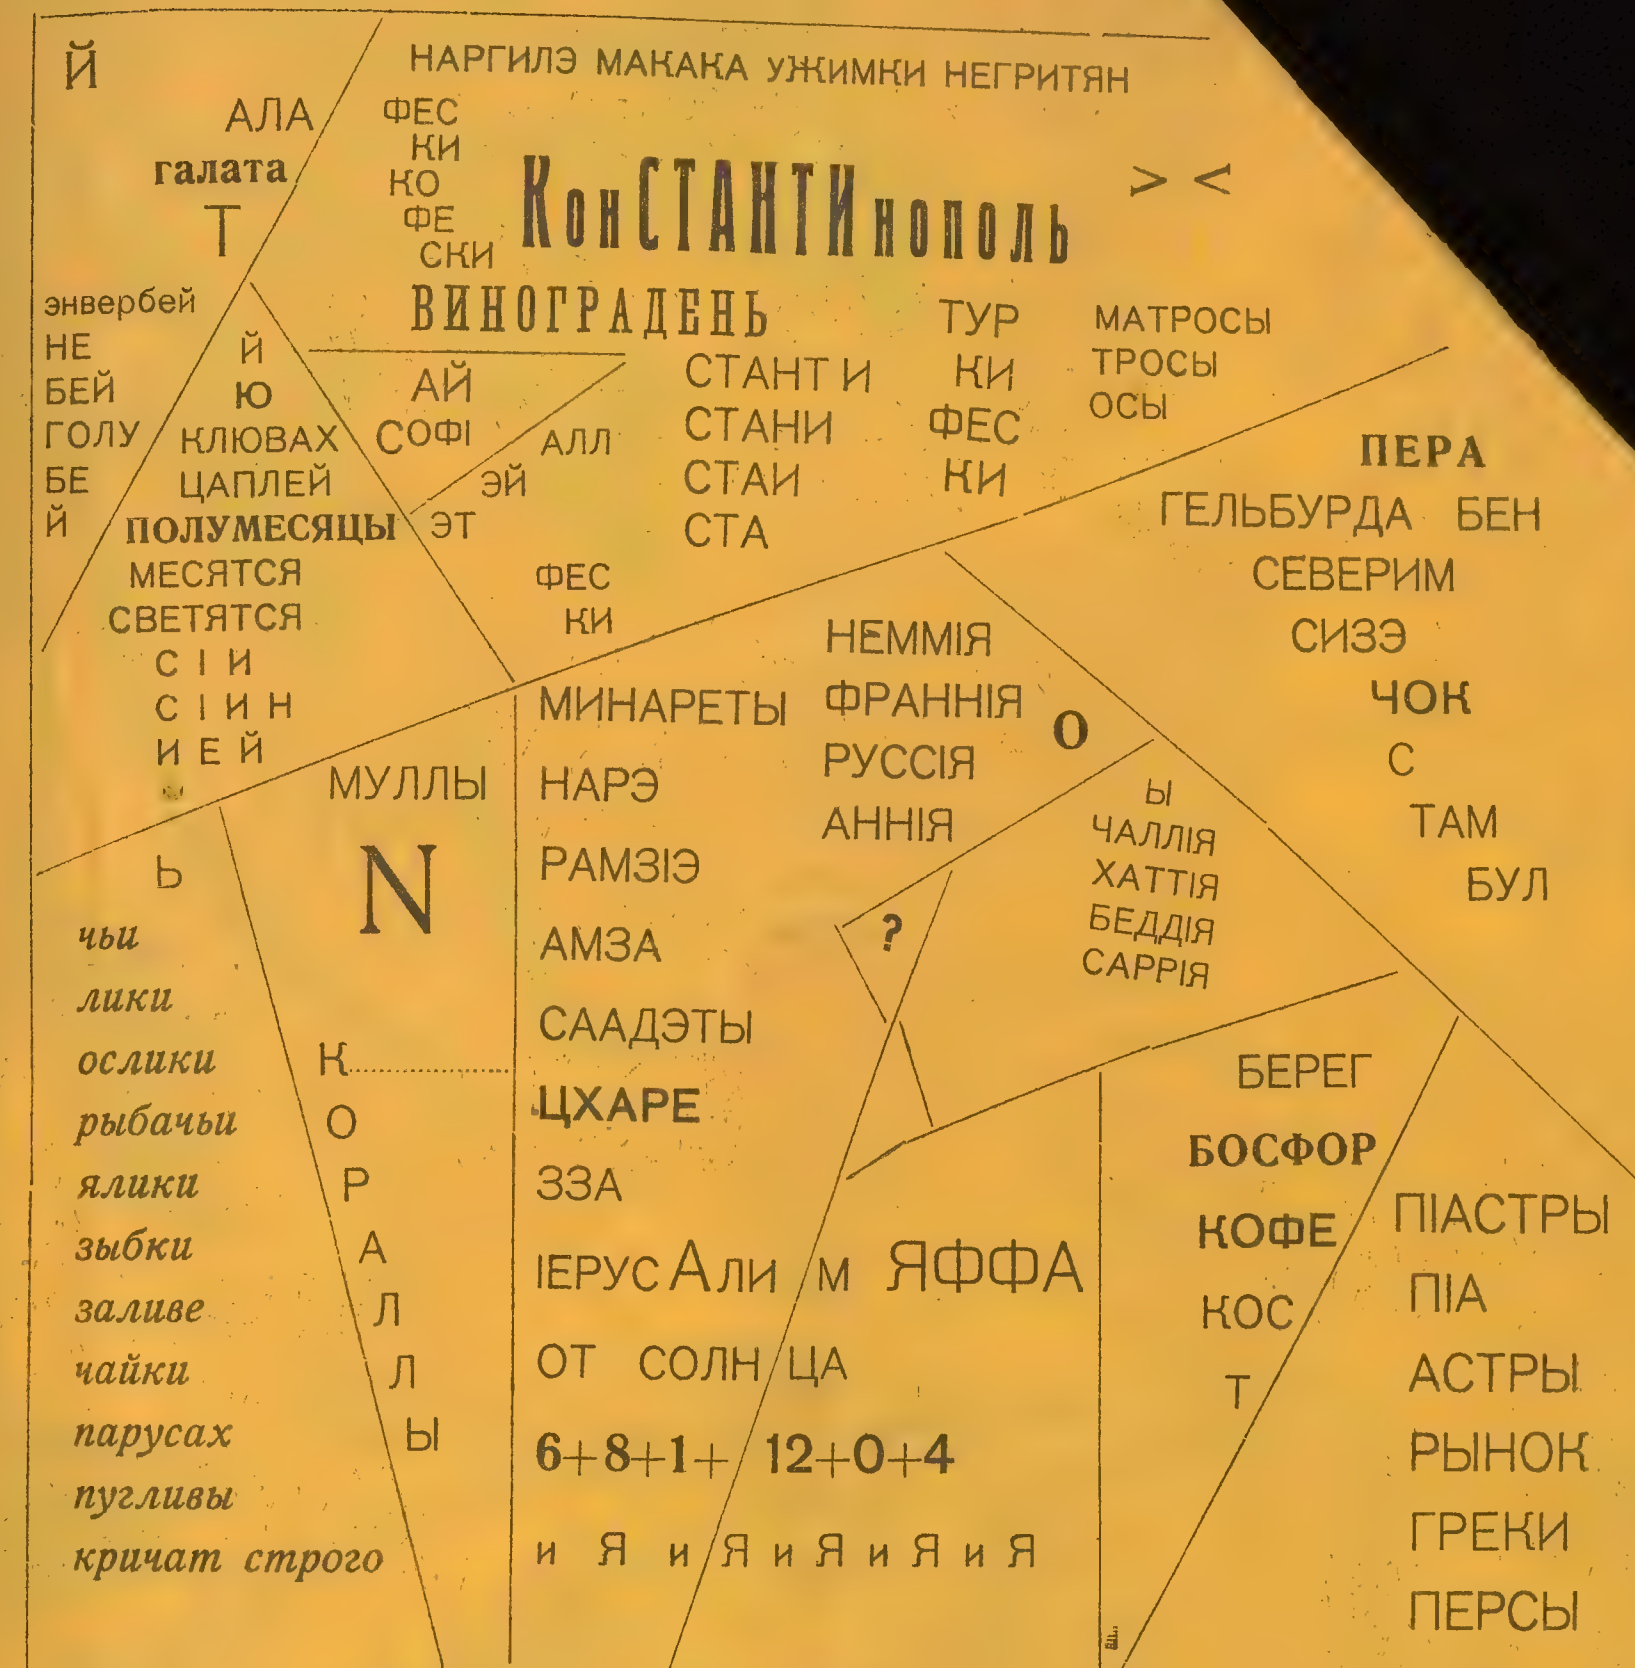 Й
АЛА
галата
Т
энвербей
НЕ
БЕЙ
ГОЛУ
БЕ
Й
НАРГИЛЭ МАКАКА УЖИМКИ НЕГРИТЯН
ФЕС
КИ
КО
ФЕ
СКИ
КонСТАНТИнополь
> <
ВИНОГРАДЕНЬ
Й
Ю
КЛЮВАХ
ЦАПЛЕЙ
ПОЛУМЕСЯЦЫ
МЕСЯТСЯ
СВЕТЯТСЯ
С І И
С І И Н
И Е Й
АЙ
СОФІ
АЛЛ
ЭЙ
ЭТ
ФЕС
КИ
СТАНТИ
СТАНИ
СТАИ
СТА
ТУР
КИ
ФЕС
КИ
МАТРОСЫ
ТРОСЫ
ОСЫ
ПЕРА
ГЕЛЬБУРДА БЕН
СЕВЕРИМ
СИЗЭ
ЧОК
С
ТАМ
БУЛ
Ь
чьи
лики
ослики
рыбачьи
ялики
зыбки
заливе
чайки
парусах
пугливы
кричат строго
МУЛЛЫ
N
К
О
Р
А
Л
Л
Ы
МИНАРЕТЫ
НАРЭ
РАМЗІЭ
АМЗА
СААДЭТЫ
ЦХАРЕ
ЗЗА
ІЕРУСАЛИ М ЯФФА
ОТ СОЛНЦА
6+8+1+ 12+0+4
и Я и Я и Я и Я и Я
НЕММІЯ
ФРАННІЯ
РУССІЯ
АННІЯ
О
?
Ы
ЧАЛЛІЯ
ХАТТІЯ
БЕДДІЯ
САРРІЯ
БЕРЕГ
БОСФОР
КОФЕ
КОС
Т
ПІАСТРЫ
ПІА
АСТРЫ
РЫНОК
ГРЕКИ
ПЕРСЫ